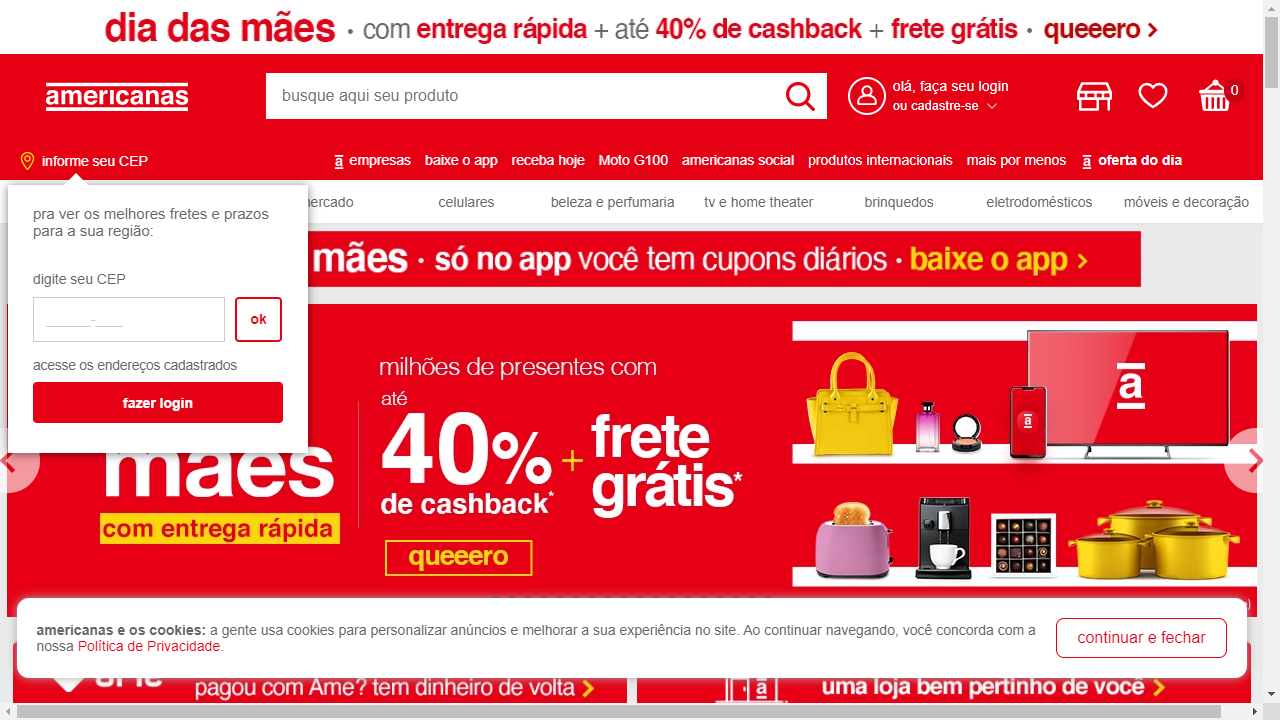 dia das mães • com entrega rápida + até 40% de cashback + frete grátis • queeero >
americanas
busque aqui seu produto
olá, faça seu login
ou cadastre-se
0
informe seu CEP
ā empresas baixe o app receba hoje Moto G100 americanas social produtos internacionais mais por menos ā oferta do dia
mercado celulares beleza e perfumaria tv e home theater brinquedos eletrodomésticos móveis e decoração
pra ver os melhores fretes e prazos
para a sua região:
digite seu CEP
_____-___
ok
acesse os endereços cadastrados
fazer login
mães • só no app você tem cupons diários • baixe o app >
mães
com entrega rápida
milhões de presentes com
até
40%
de cashback*
+
frete
grátis*
queeero
ā
ā
americanas e os cookies: a gente usa cookies para personalizar anúncios e melhorar a sua experiência no site. Ao continuar navegando, você concorda com a
nossa Política de Privacidade.
continuar e fechar
pagou com Ame? tem dinheiro de volta >
ā
uma loja bem pertinho de você >